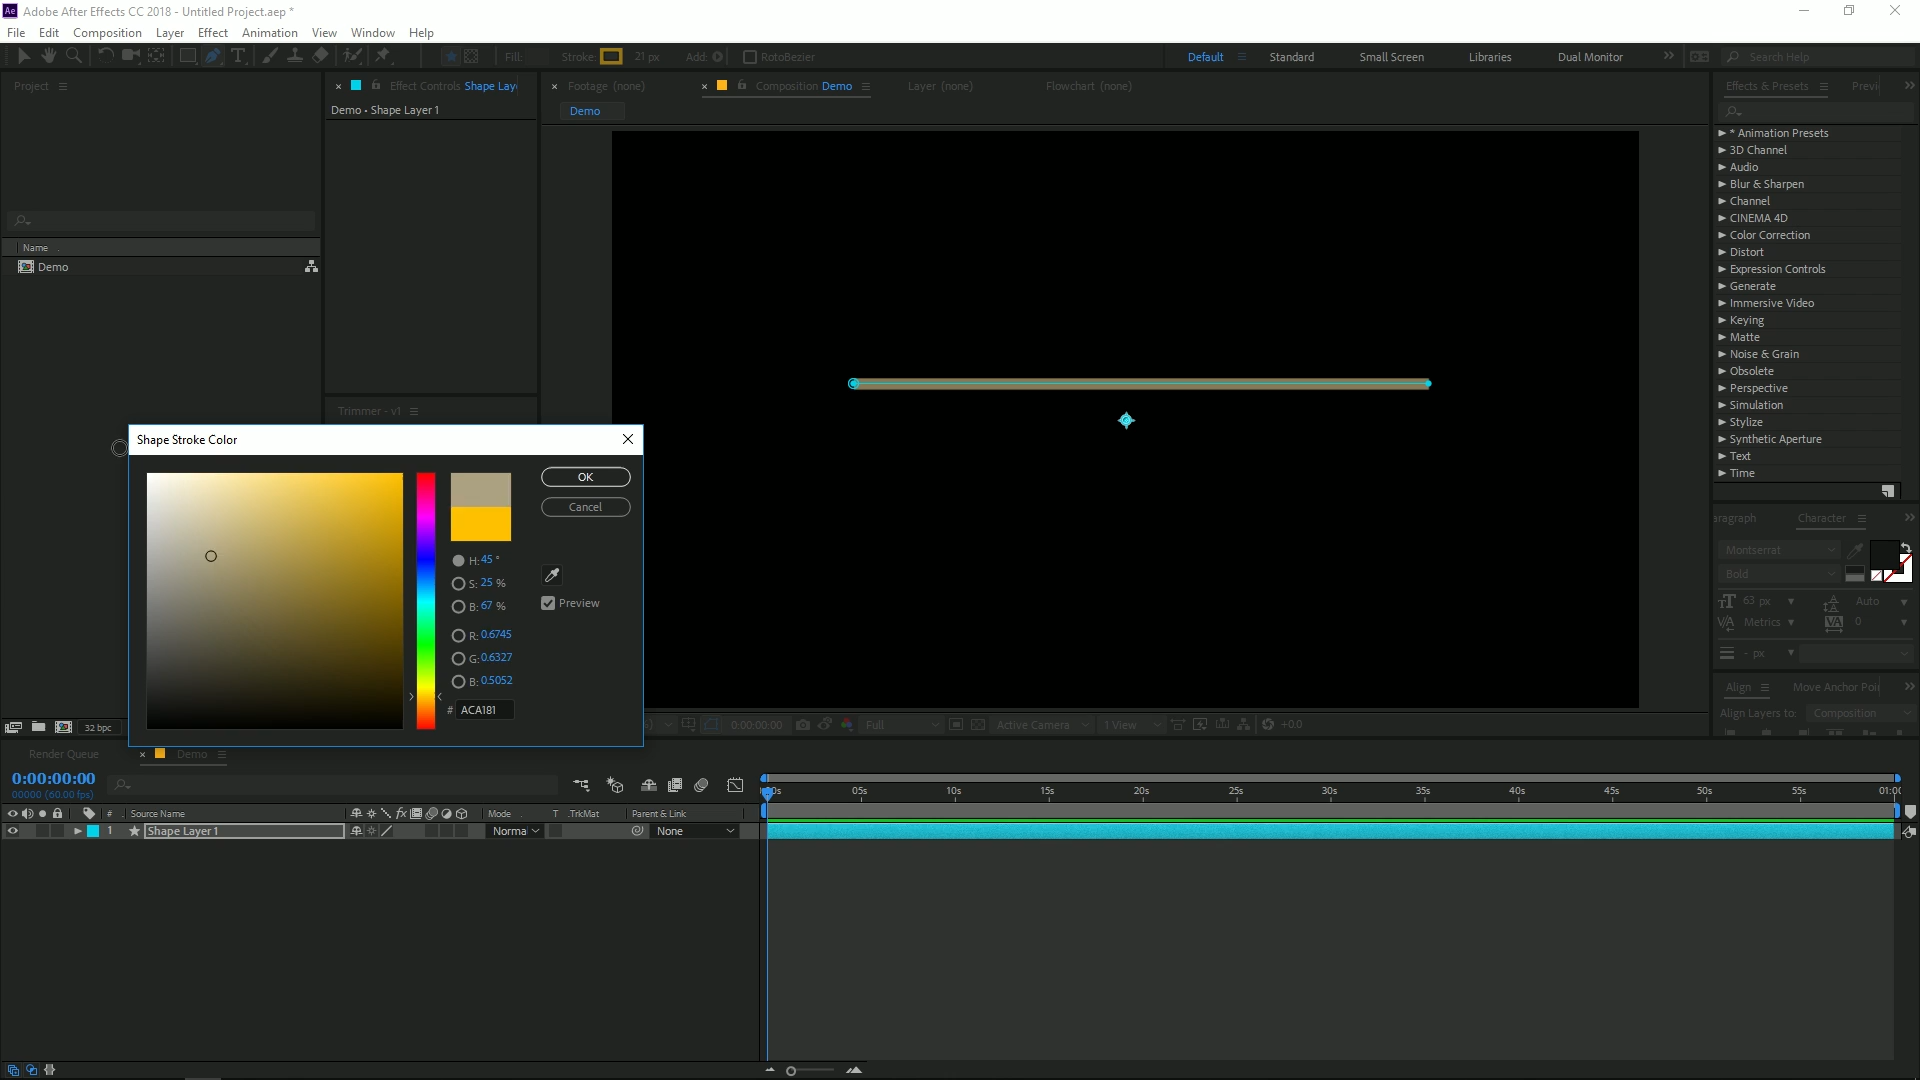 Ae Adobe After Effects CC 2018 - Untitled Project.aep *
File Edit Composition Layer Effect Animation View Window Help
Fill: Stroke: 21 px Add: RotoBezier Default Standard Small Screen Libraries Dual Monitor Search Help
Project Effect Controls Shape Lay Footage (none) Composition Demo Layer (none) Flowchart (none) Effects & Presets Previ
Demo • Shape Layer 1
Demo
* Animation Presets
3D Channel
Audio
Blur & Sharpen
Channel
CINEMA 4D
Color Correction
Distort
Expression Controls
Generate
Immersive Video
Keying
Matte
Noise & Grain
Obsolete
Perspective
Simulation
Stylize
Synthetic Aperture
Text
Time
Name
Demo
Trimmer - v1
Shape Stroke Color
OK
Cancel
H: 45 °
S: 25 %
B: 67 %
Preview
R: 0.6745
G: 0.6327
B: 0.5052
# ACA181
aragraph Character
Montserrat
Bold
63 px Auto
Metrics 0
- px
Align Move Anchor Poi
Align Layers to: Composition
32 bpc 0:00:00:00 Full Active Camera 1 View +0.0
Render Queue Demo
0:00:00:00
00000 (60.00 fps)
# Source Name Mode T .TrkMat Parent & Link
05s 10s 15s 20s 25s 30s 35s 40s 45s 50s 55s 01:0
1 Shape Layer 1 Norma None